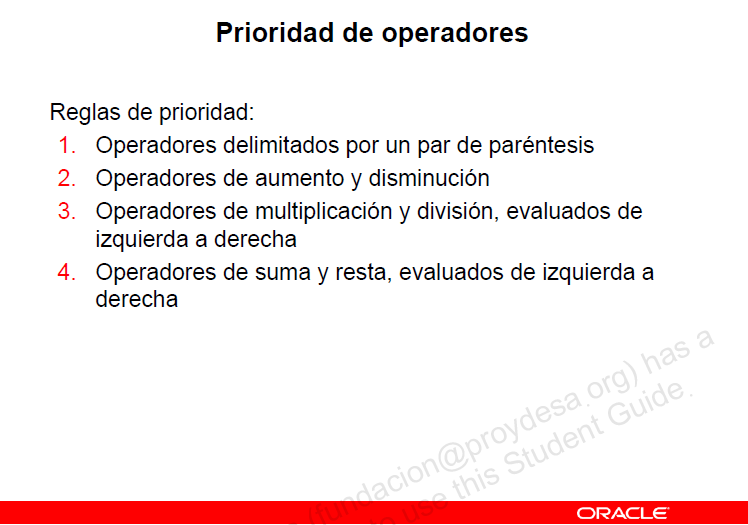 Prioridad de operadores
Reglas de prioridad:
1. Operadores delimitados por un par de paréntesis
2. Operadores de aumento y disminución
3. Operadores de multiplicación y división, evaluados de
izquierda a derecha
4. Operadores de suma y resta, evaluados de izquierda a
derecha
(fundacion@proydesa.org) has a
to use this Student Guide.
ORACLE